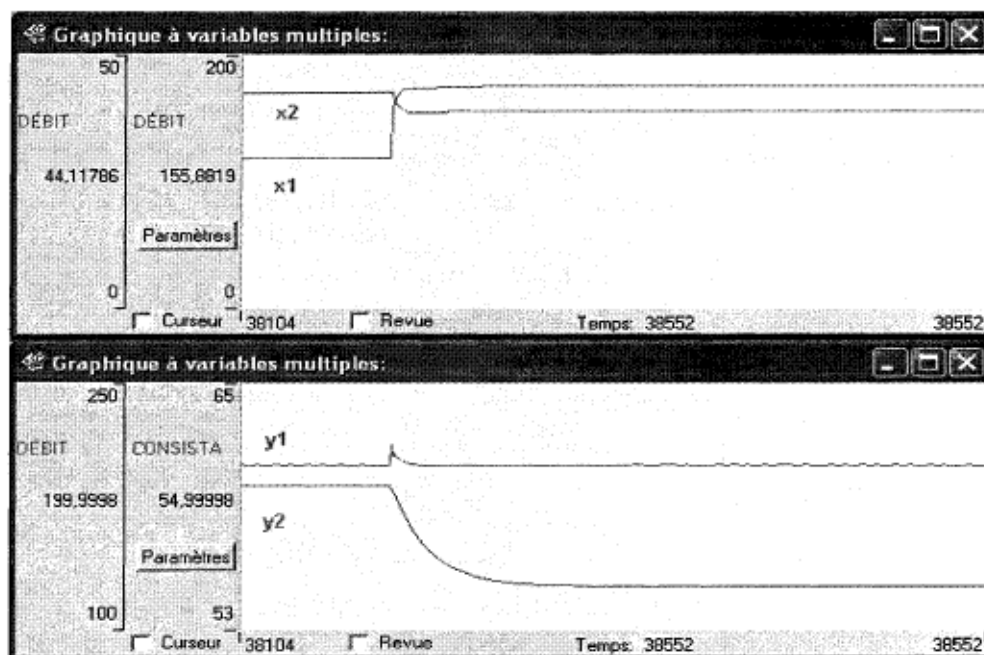 Graphique à variables multiples:
50 200
DÉBIT DÉBIT
x2
44,11786 155,8819
x1
Paramètres
0 0
Curseur 38104 Revue Temps: 38552 38552
Graphique à variables multiples:
250 65
DÉBIT CONSISTA
y1
199,9998 54,99998
y2
Paramètres
100 53
Curseur 38104 Revue Temps: 38552 38552